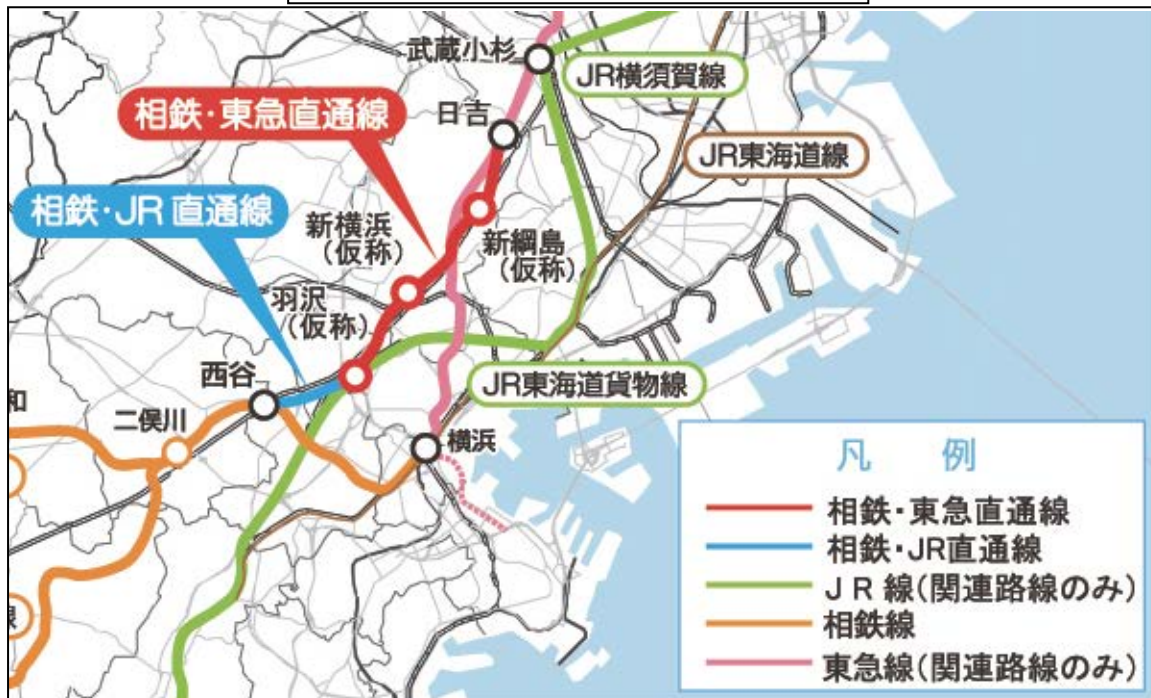 武蔵小杉
JR横須賀線
相鉄・東急直通線
日吉
JR東海道線
相鉄・JR直通線
新横浜
(仮称)
新綱島
(仮称)
羽沢
(仮称)
西谷
JR東海道貨物線
和
二俣川
横浜
線
凡 例
相鉄・東急直通線
相鉄・JR直通線
JR線(関連路線のみ)
相鉄線
東急線(関連路線のみ)